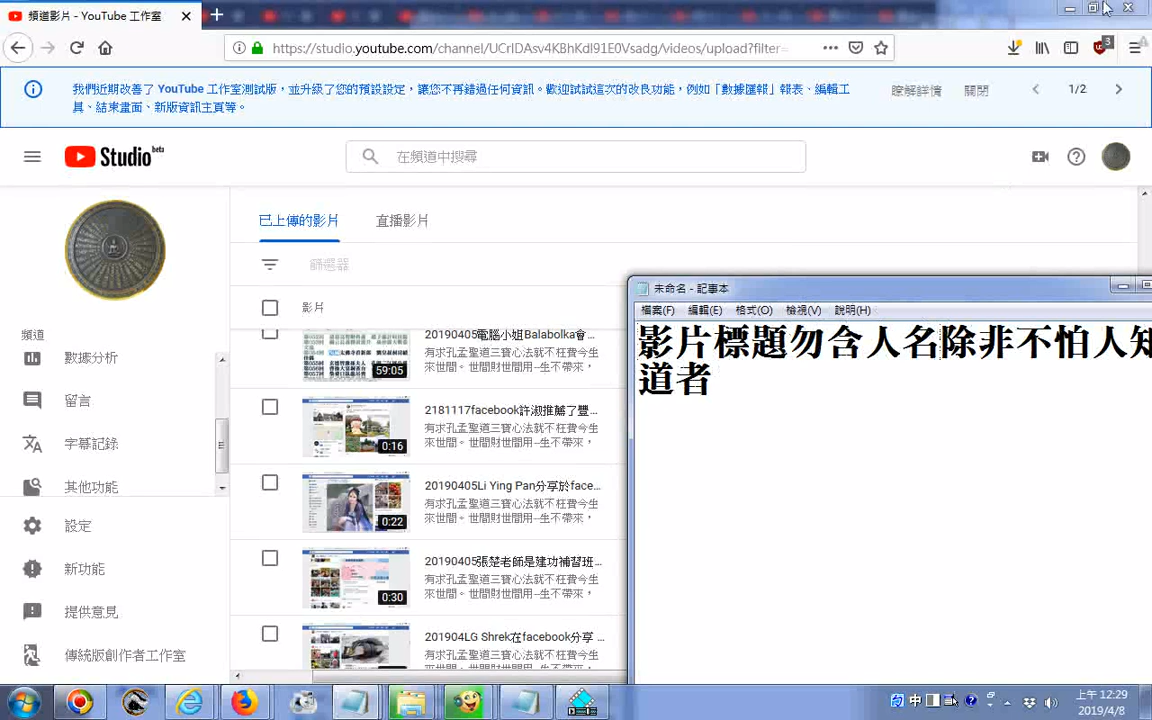 頻道影片 - YouTube 工作室
https://studio.youtube.com/channel/UCrIDAsv4KBhKdl91E0Vsadg/videos/upload?filter=
3
我們近期改善了 YouTube 工作室測試版，並升級了您的預設設定，讓您不再錯過任何資訊。歡迎試試這次的改良功能，例如「數據匯報」報表、編輯工
具、結束畫面、新版資訊主頁等。
瞭解詳情
關閉
1/2
Studio beta
在頻道中搜尋
已上傳的影片
直播影片
篩選器
影片
頻道
數據分析
留言
字幕記錄
其他功能
設定
新功能
提供意見
傳統版創作者工作室
20190405電腦小姐Balabolka會...
有求孔孟聖道三寶心法就不枉費今生
來世間。世間財世間用--生不帶來，
59:05
2181117facebook許淑推薦了豐...
有求孔孟聖道三寶心法就不枉費今生
來世間。世間財世間用--生不帶來，
0:16
20190405Li Ying Pan分享於face...
有求孔孟聖道三寶心法就不枉費今生
來世間。世間財世間用--生不帶來，
0:22
20190405張楚老師是建功補習班...
有求孔孟聖道三寶心法就不枉費今生
來世間。世間財世間用--生不帶來，
0:30
201904LG Shrek在facebook分享 ...
有求孔孟聖道三寶心法就不枉費今生
來世間。世間財世間用--生不帶來，
未命名 - 記事本
檔案(F) 編輯(E) 格式(O) 檢視(V) 說明(H)
影片標題勿含人名除非不怕人知
道者
中
上午 12:29
2019/4/8